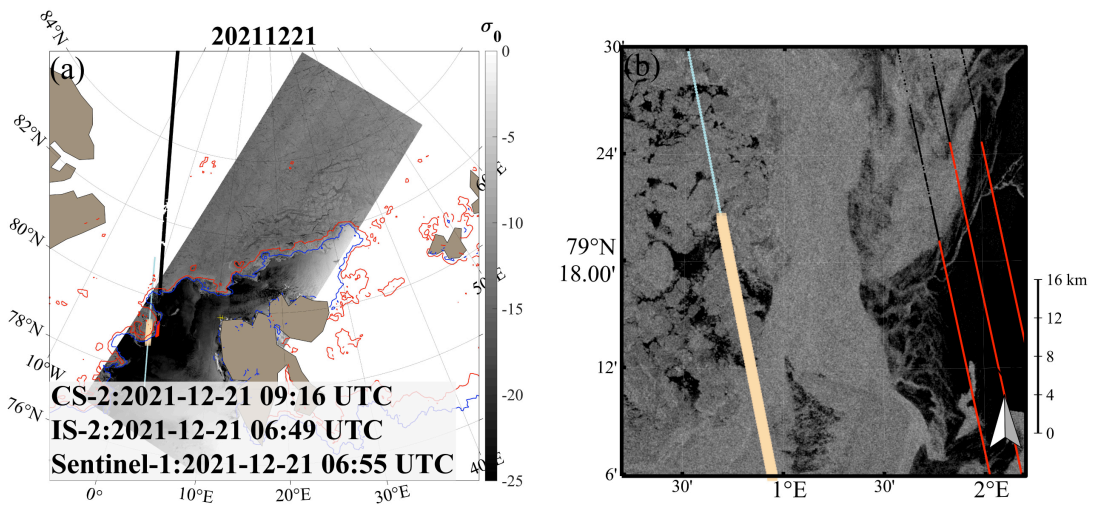 20211221
σ0
(a)
84°N
82°N
80°N
78°N
76°N
10°W
0°
10°E
20°E
30°E
40°E
50°E
60°E
0
-5
-10
-15
-20
-25
CS-2:2021-12-21 09:16 UTC
IS-2:2021-12-21 06:49 UTC
Sentinel-1:2021-12-21 06:55 UTC
(b)
30'
24'
79°N
18.00'
12'
6'
30'
1°E
30'
2°E
16 km
12
8
4
0